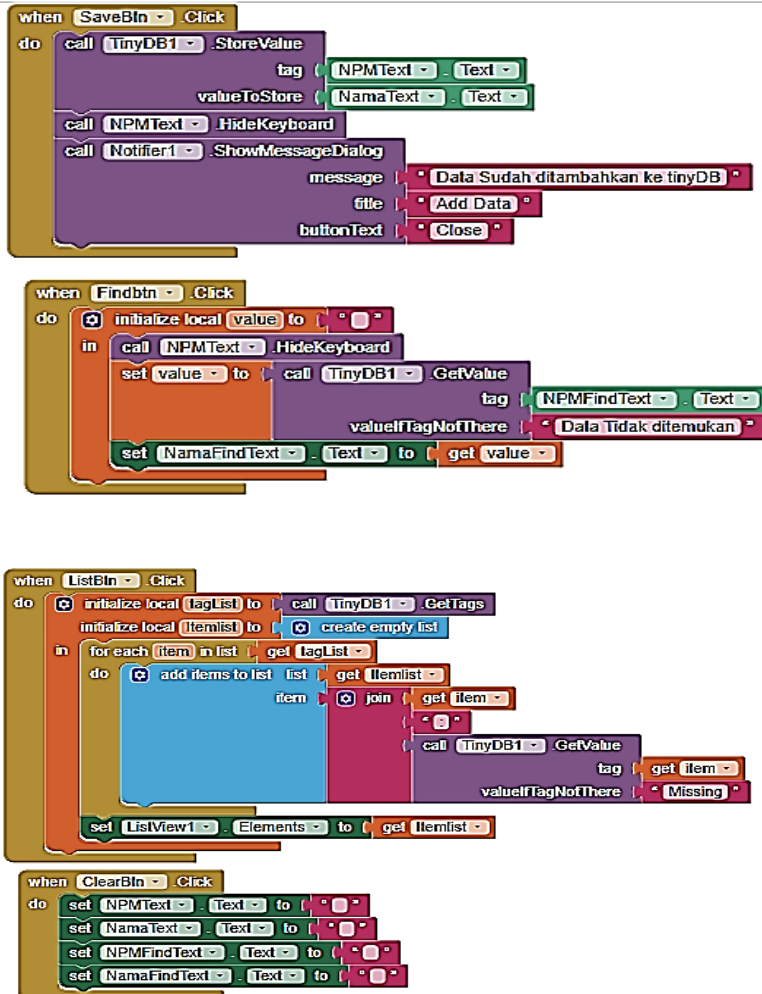 when SaveBtn .Click
do call TinyDB1 .StoreValue
tag NPMText . Text
valueToStore NamaText . Text
call NPMText .HideKeyboard
call Notifier1 .ShowMessageDialog
message " Data Sudah ditambahkan ke tinyDB "
title " Add Data "
buttonText " Close "
when Findbtn .Click
do initialize local value to " "
in call NPMText .HideKeyboard
set value to call TinyDB1 .GetValue
tag NPMFindText . Text
valueIfTagNotThere " Data Tidak ditemukan "
set NamaFindText . Text to get value
when ListBtn .Click
do initialize local tagList to call TinyDB1 .GetTags
initialize local Itemlist to create empty list
in for each item in list get tagList
do add items to list list get Itemlist
item join get item
" : "
call TinyDB1 .GetValue
tag get item
valueIfTagNotThere " Missing "
set ListView1 . Elements to get Itemlist
when ClearBtn .Click
do set NPMText . Text to " "
set NamaText . Text to " "
set NPMFindText . Text to " "
set NamaFindText . Text to " "